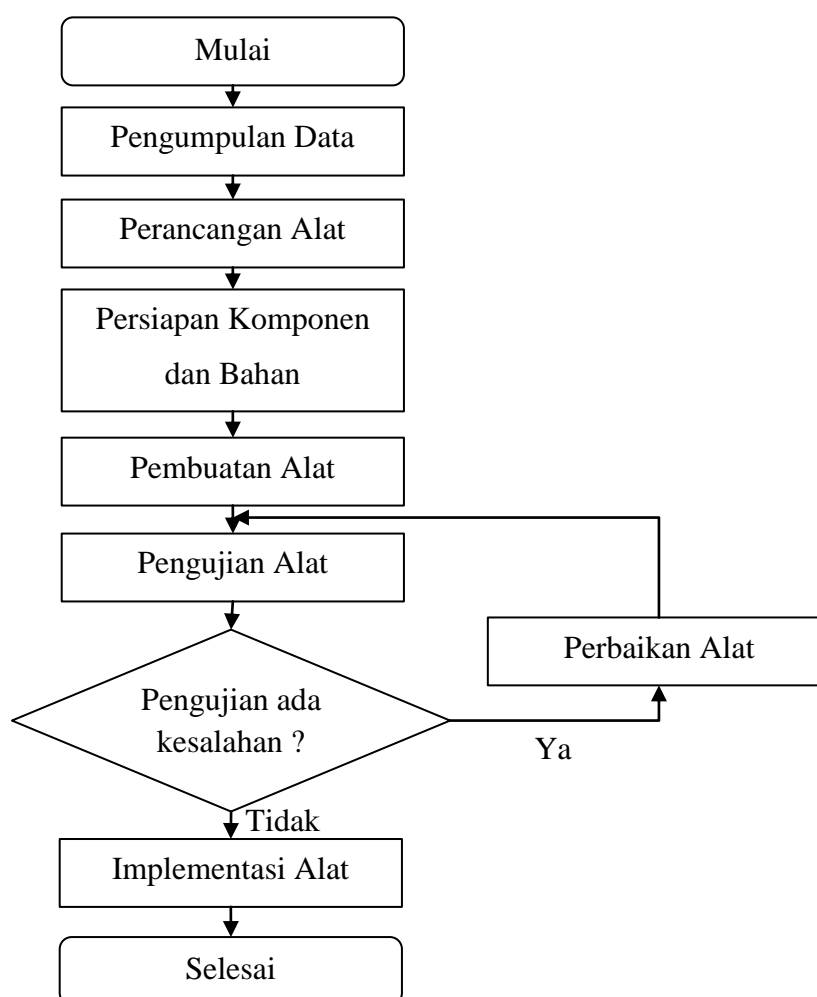 Mulai
Pengumpulan Data
Perancangan Alat
Persiapan Komponen
dan Bahan
Pembuatan Alat
Pengujian Alat
Perbaikan Alat
Pengujian ada
kesalahan ?
Ya
Tidak
Implementasi Alat
Selesai